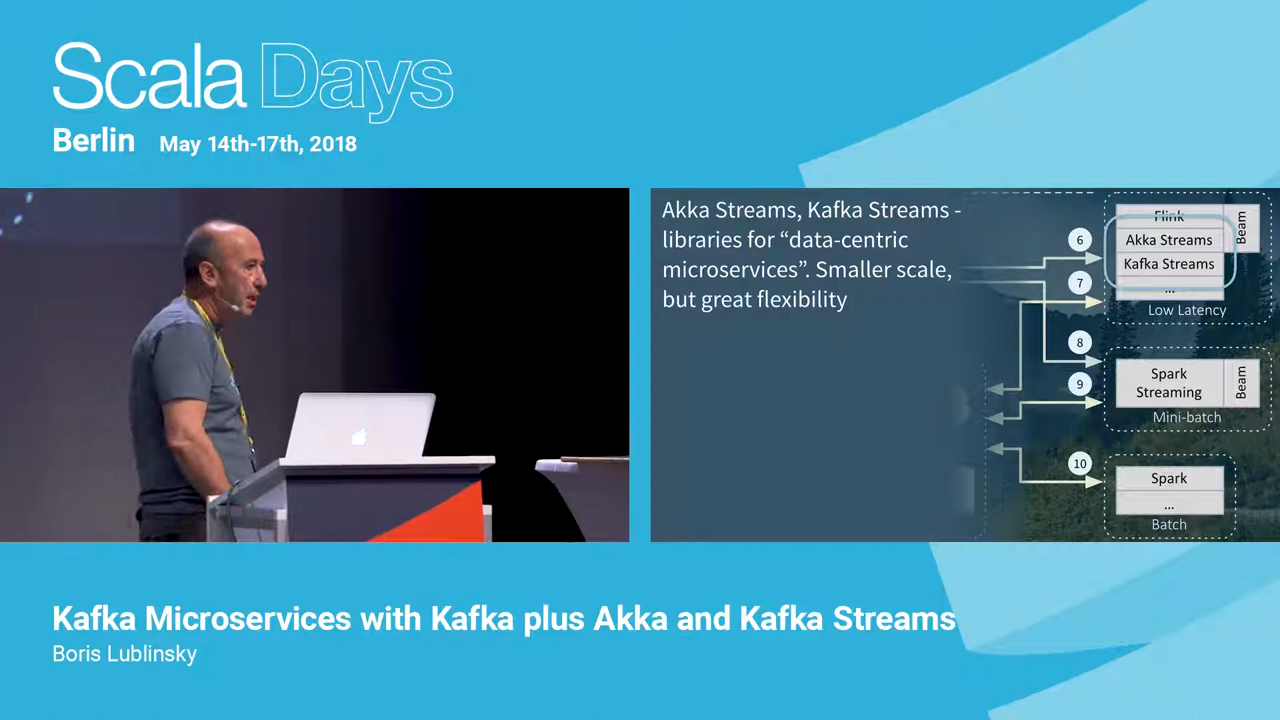 Scala Days
Berlin May 14th-17th, 2018
Akka Streams, Kafka Streams -
libraries for “data-centric
microservices”. Smaller scale,
but great flexibility
6
7
8
9
10
Flink
Akka Streams
Kafka Streams
...
Beam
Low Latency
Spark
Streaming
Beam
Mini-batch
Spark
...
Batch
Kafka Microservices with Kafka plus Akka and Kafka Streams
Boris Lublinsky